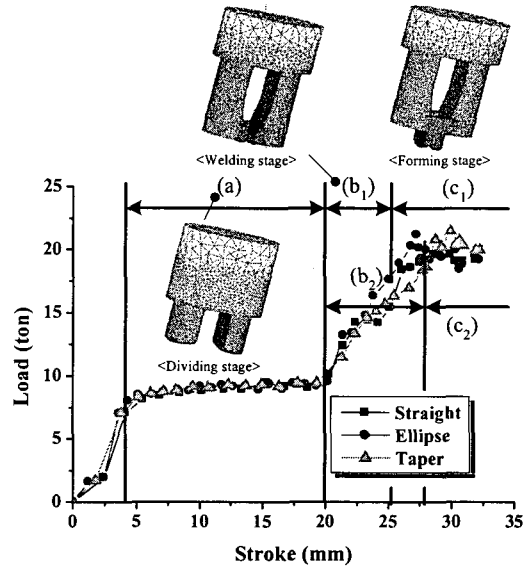 <Welding stage>
<Forming stage>
(a)
(b1)
(c1)
<Dividing stage>
(b2)
(c2)
Straight
Ellipse
Taper
25
20
15
10
5
0
Load (ton)
0 5 10 15 20 25 30 35
Stroke (mm)